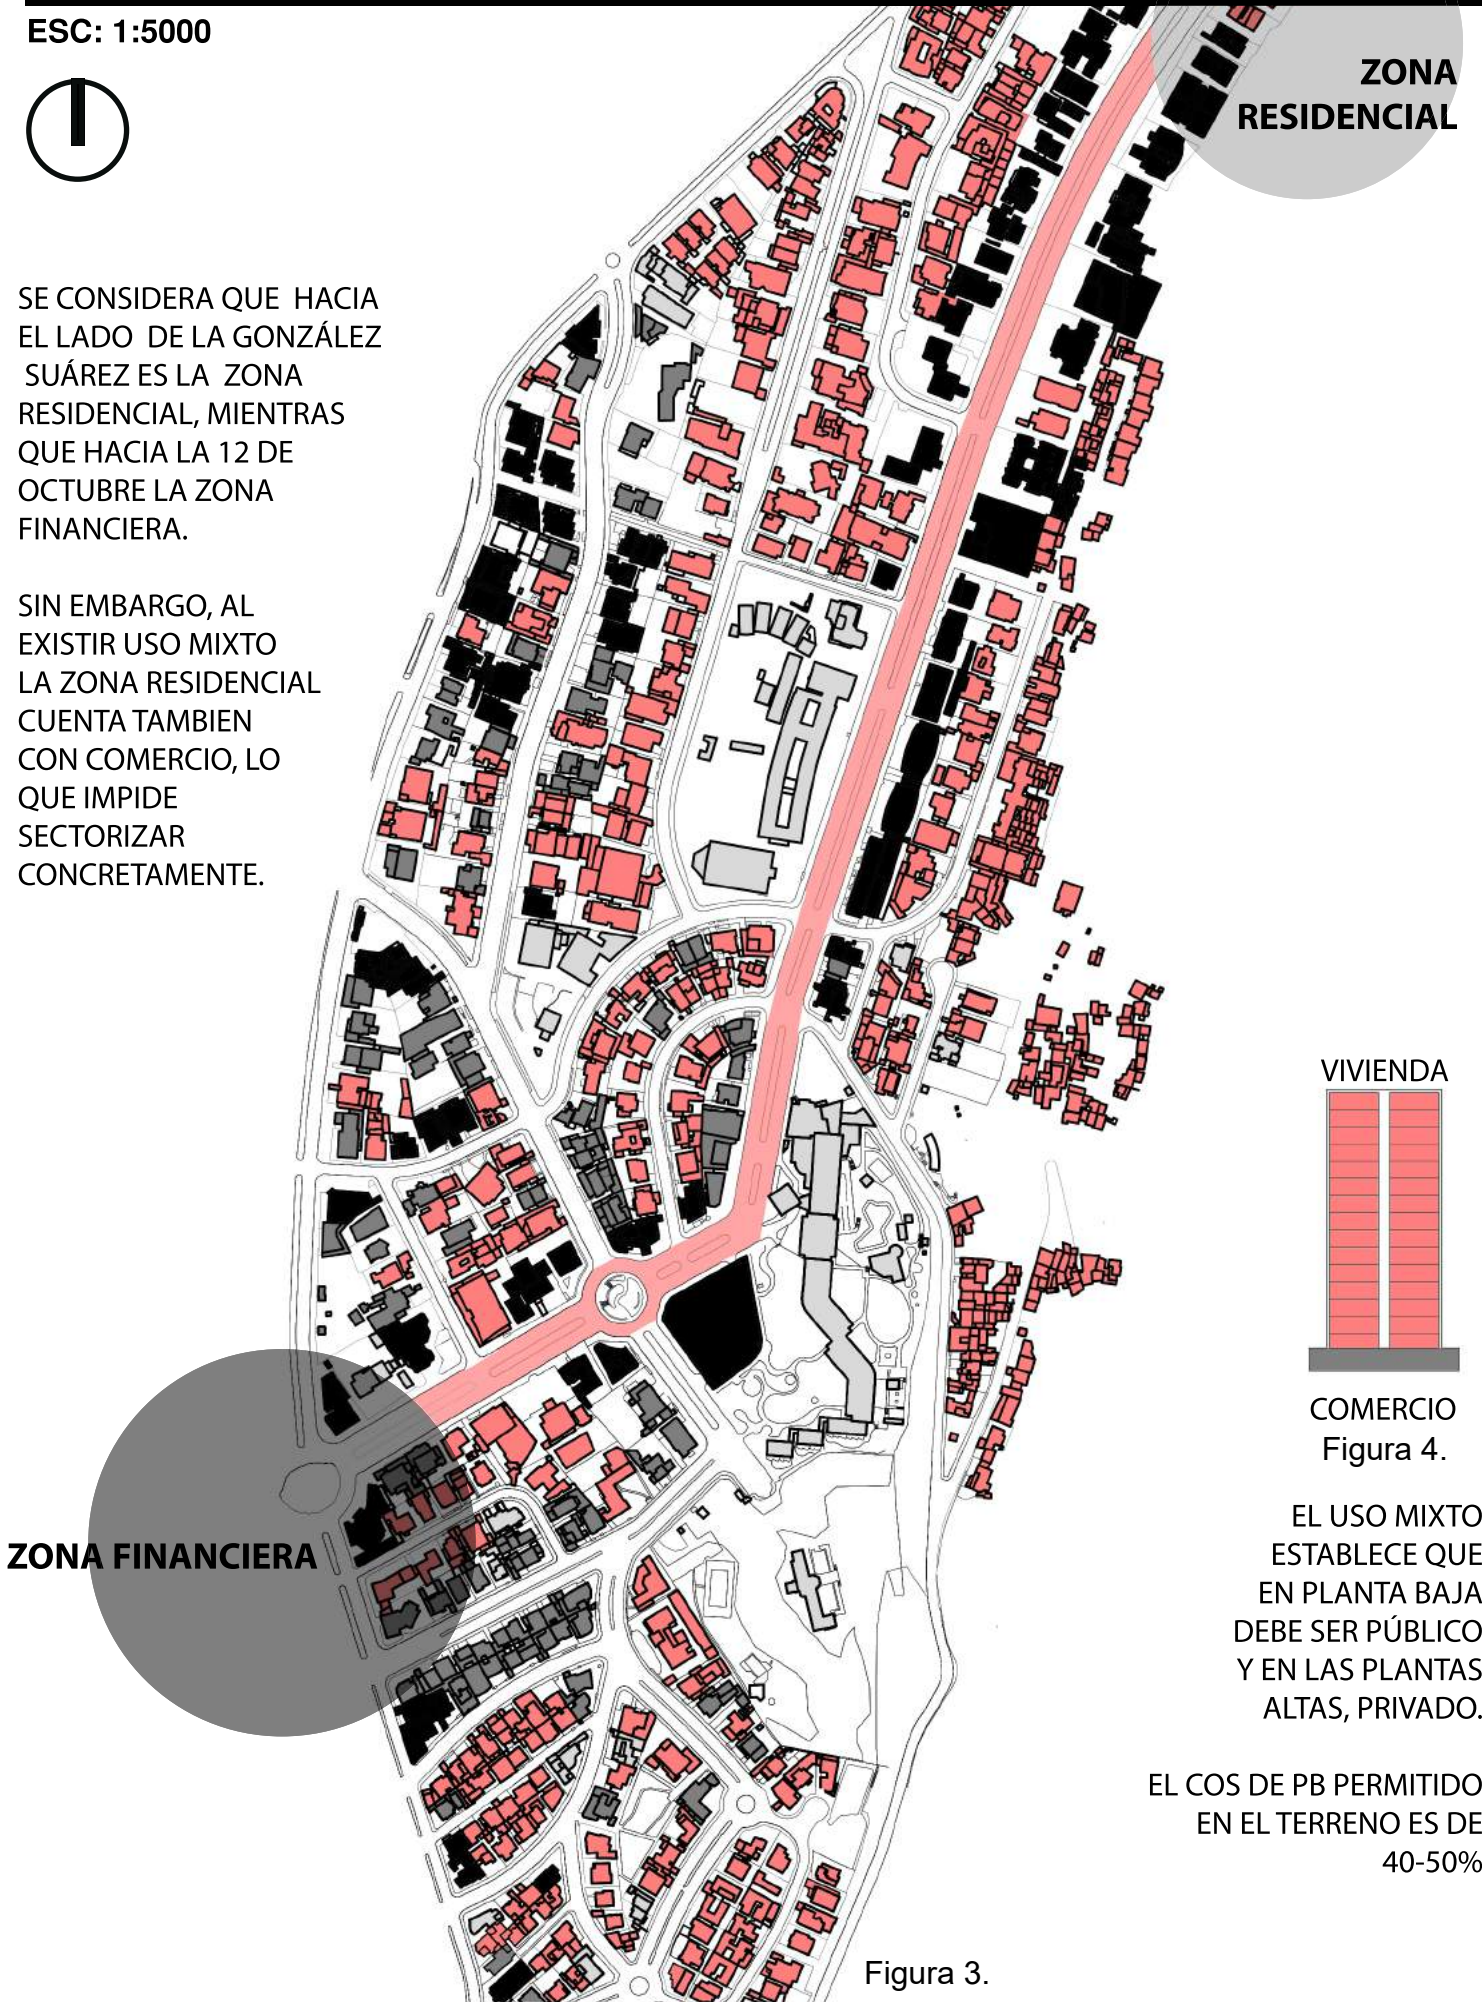 ESC: 1:5000
ZONA
RESIDENCIAL
SE CONSIDERA QUE HACIA
EL LADO DE LA GONZÁLEZ
SUÁREZ ES LA ZONA
RESIDENCIAL, MIENTRAS
QUE HACIA LA 12 DE
OCTUBRE LA ZONA
FINANCIERA.
SIN EMBARGO, AL
EXISTIR USO MIXTO
LA ZONA RESIDENCIAL
CUENTA TAMBIEN
CON COMERCIO, LO
QUE IMPIDE
SECTORIZAR
CONCRETAMENTE.
VIVIENDA
COMERCIO
Figura 4.
ZONA FINANCIERA
EL USO MIXTO
ESTABLECE QUE
EN PLANTA BAJA
DEBE SER PÚBLICO
Y EN LAS PLANTAS
ALTAS, PRIVADO.
EL COS DE PB PERMITIDO
EN EL TERRENO ES DE
40-50%
Figura 3.